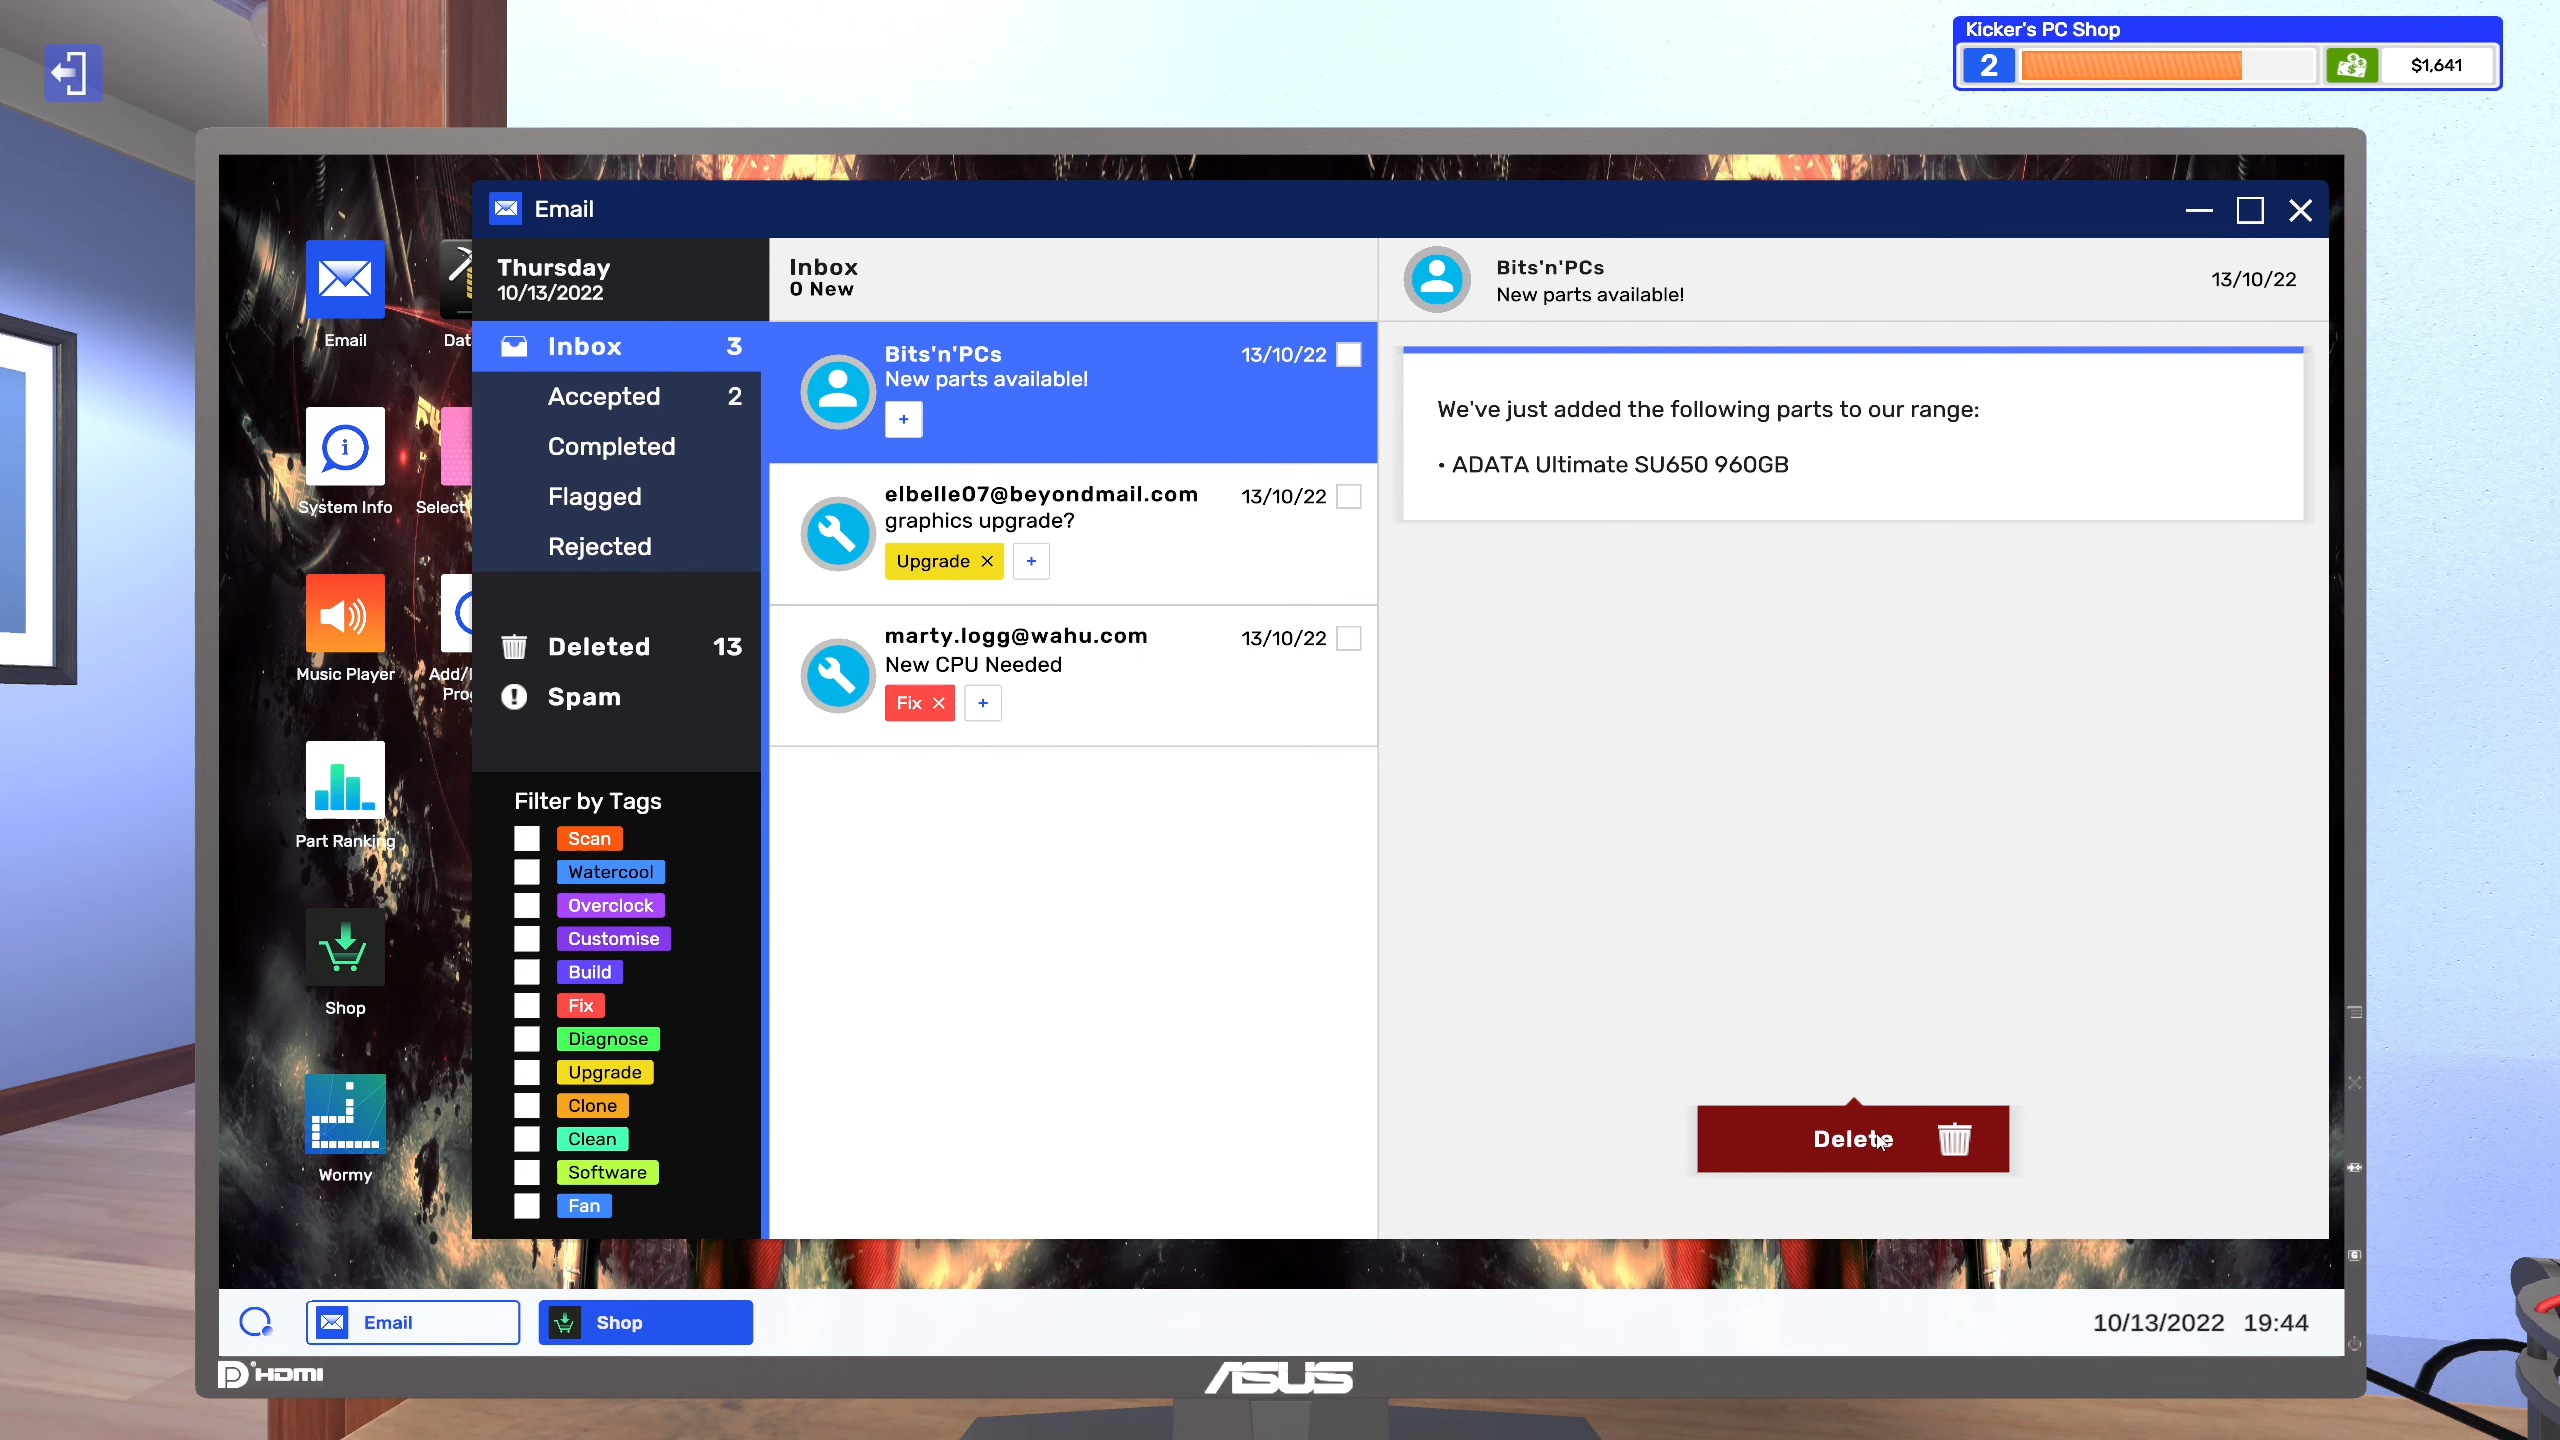 Kicker's PC Shop
2
$1,641
Email
Thursday
10/13/2022
Inbox
0 New
Bits'n'PCs
New parts available!
13/10/22
Inbox 3
Accepted 2
Completed
Flagged
Rejected
Deleted 13
Spam
Filter by Tags
Scan
Watercool
Overclock
Customise
Build
Fix
Diagnose
Upgrade
Clone
Clean
Software
Fan
Bits'n'PCs
13/10/22
New parts available!
+
elbelle07@beyondmail.com
13/10/22
graphics upgrade?
Upgrade × +
marty.logg@wahu.com
13/10/22
New CPU Needed
Fix × +
We've just added the following parts to our range:
• ADATA Ultimate SU650 960GB
Delete
Email
Dat
System Info
Select
Music Player
Add/
Pro
Part Ranking
Shop
Wormy
Email
Shop
10/13/2022 19:44
HDMI
ASUS